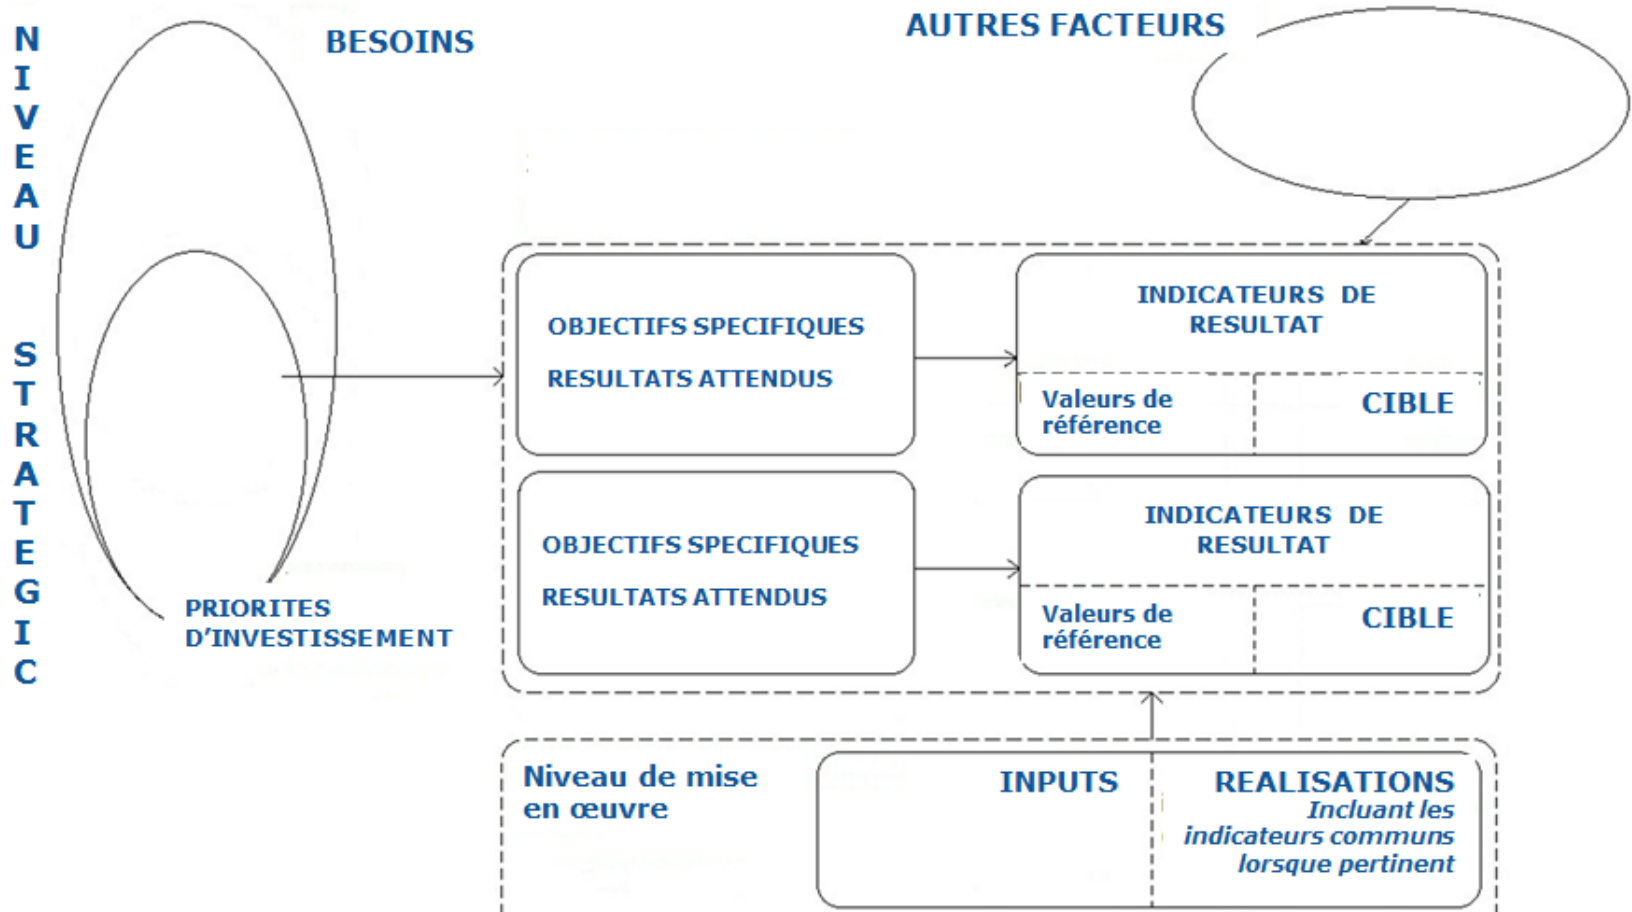 NIVEAU STRATEGIC
BESOINS
AUTRES FACTEURS
OBJECTIFS SPECIFIQUES
RESULTATS ATTENDUS
INDICATEURS DE
RESULTAT
Valeurs de
référence
CIBLE
OBJECTIFS SPECIFIQUES
RESULTATS ATTENDUS
INDICATEURS DE
RESULTAT
Valeurs de
référence
CIBLE
PRIORITES
D’INVESTISSEMENT
Niveau de mise
en œuvre
INPUTS
REALISATIONS
Incluant les
indicateurs communs
lorsque pertinent